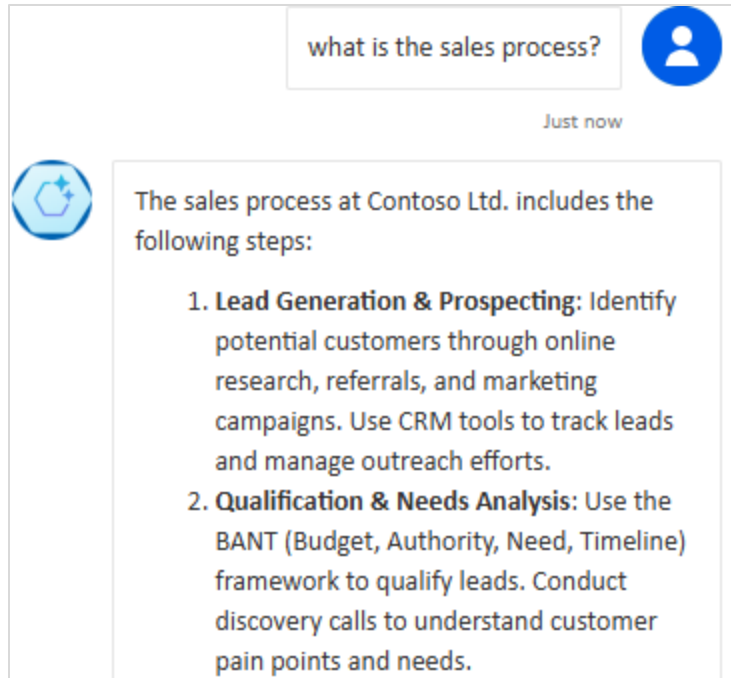 what is the sales process?
Just now
The sales process at Contoso Ltd. includes the
following steps:
1. Lead Generation & Prospecting: Identify
potential customers through online
research, referrals, and marketing
campaigns. Use CRM tools to track leads
and manage outreach efforts.
2. Qualification & Needs Analysis: Use the
BANT (Budget, Authority, Need, Timeline)
framework to qualify leads. Conduct
discovery calls to understand customer
pain points and needs.